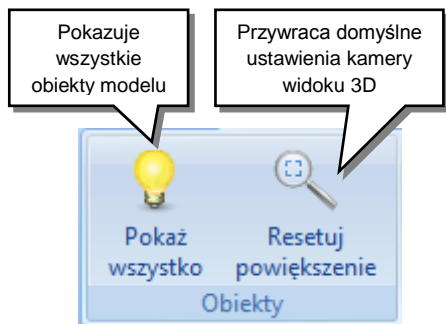 Pokazuje
wszystkie
obiekty modelu
Przywraca domyślne
ustawienia kamery
widoku 3D
Pokaż
wszystko
Resetuj
powiększenie
Obiekty